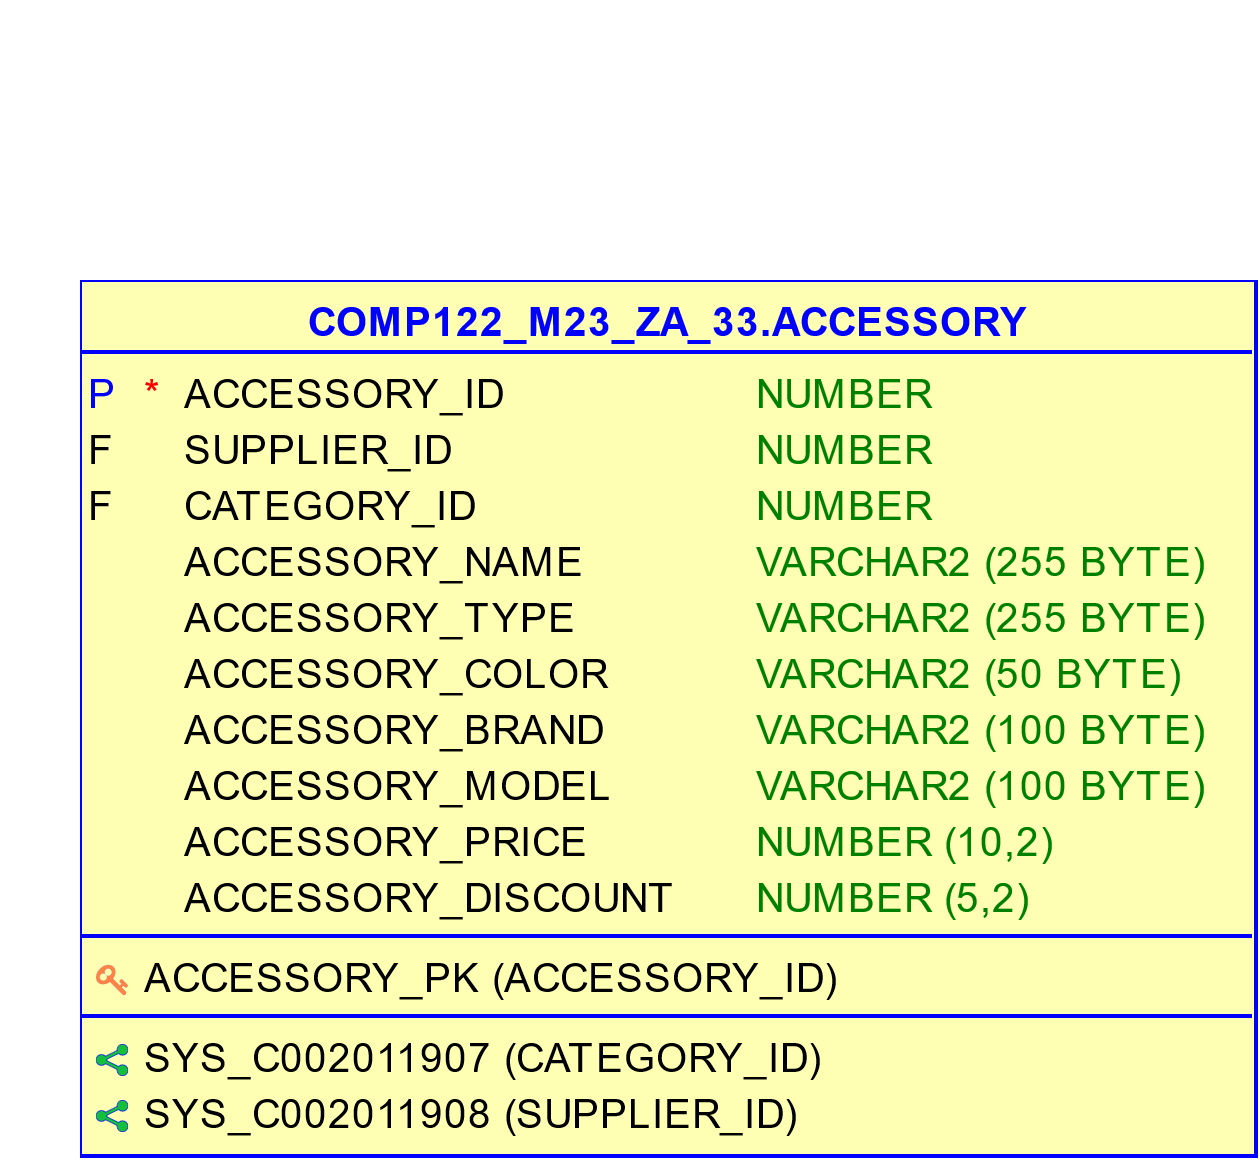 COMP122_M23_ZA_33.ACCESSORY
P * ACCESSORY_ID NUMBER
F SUPPLIER_ID NUMBER
F CATEGORY_ID NUMBER
ACCESSORY_NAME VARCHAR2 (255 BYTE)
ACCESSORY_TYPE VARCHAR2 (255 BYTE)
ACCESSORY_COLOR VARCHAR2 (50 BYTE)
ACCESSORY_BRAND VARCHAR2 (100 BYTE)
ACCESSORY_MODEL VARCHAR2 (100 BYTE)
ACCESSORY_PRICE NUMBER (10,2)
ACCESSORY_DISCOUNT NUMBER (5,2)
ACCESSORY_PK (ACCESSORY_ID)
SYS_C002011907 (CATEGORY_ID)
SYS_C002011908 (SUPPLIER_ID)